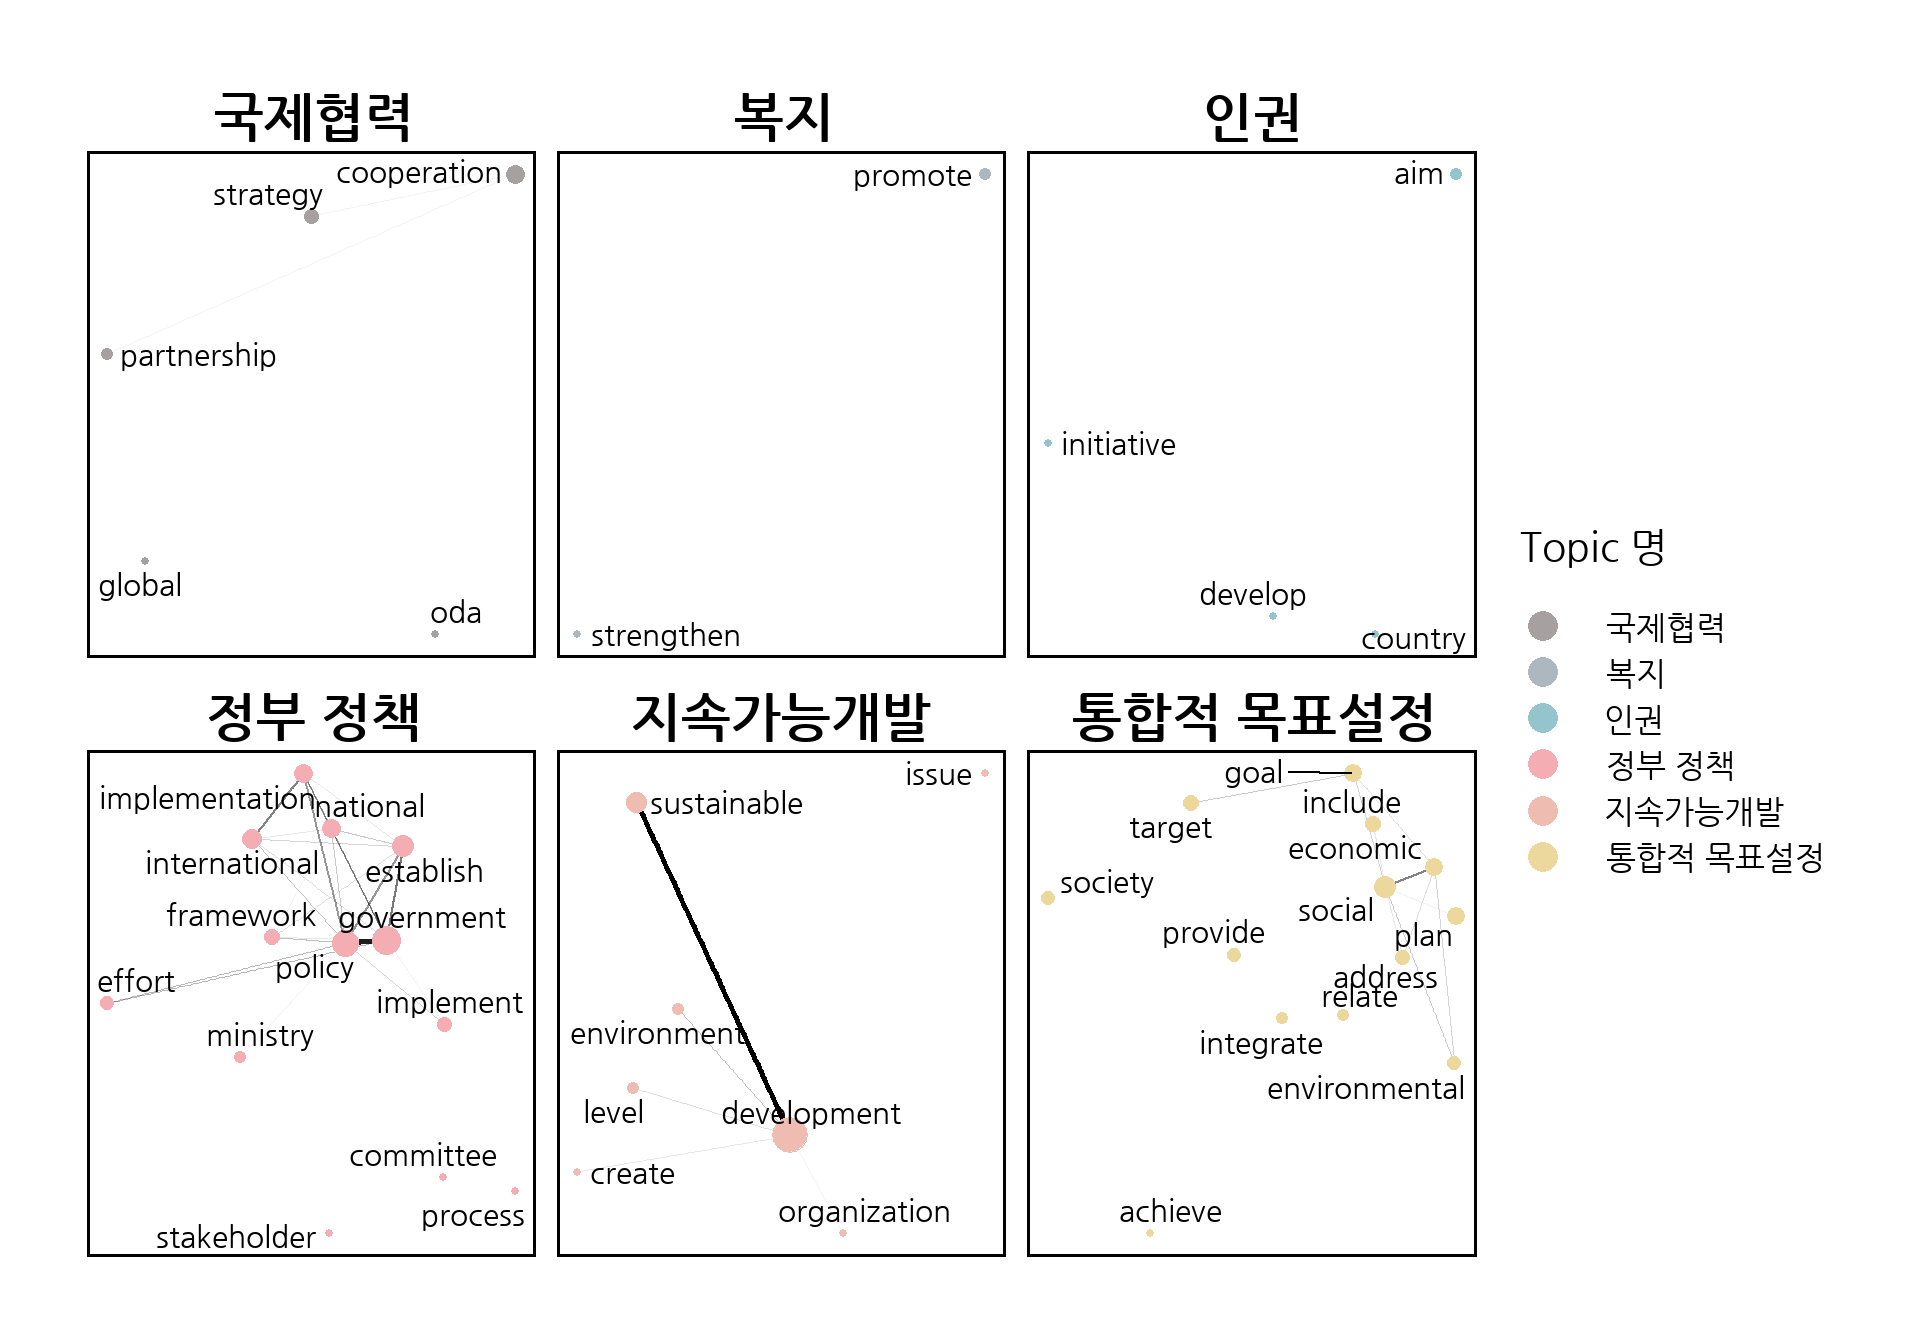 국제협력
cooperation
strategy
partnership
global
oda
복지
promote
strengthen
인권
aim
initiative
develop
country
정부 정책
implementation
national
international
establish
framework
government
policy
effort
implement
ministry
committee
process
stakeholder
지속가능개발
issue
sustainable
environment
level
development
create
organization
통합적 목표설정
goal
include
target
economic
society
social
provide
plan
address
relate
integrate
environmental
achieve
Topic 명
국제협력
복지
인권
정부 정책
지속가능개발
통합적 목표설정